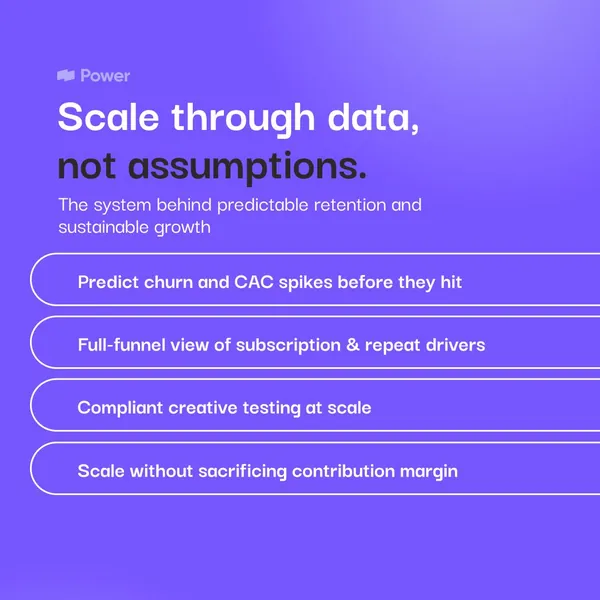 Power
Scale through data,
not assumptions.
The system behind predictable retention and
sustainable growth
Predict churn and CAC spikes before they hit
Full-funnel view of subscription & repeat drivers
Compliant creative testing at scale
Scale without sacrificing contribution margin